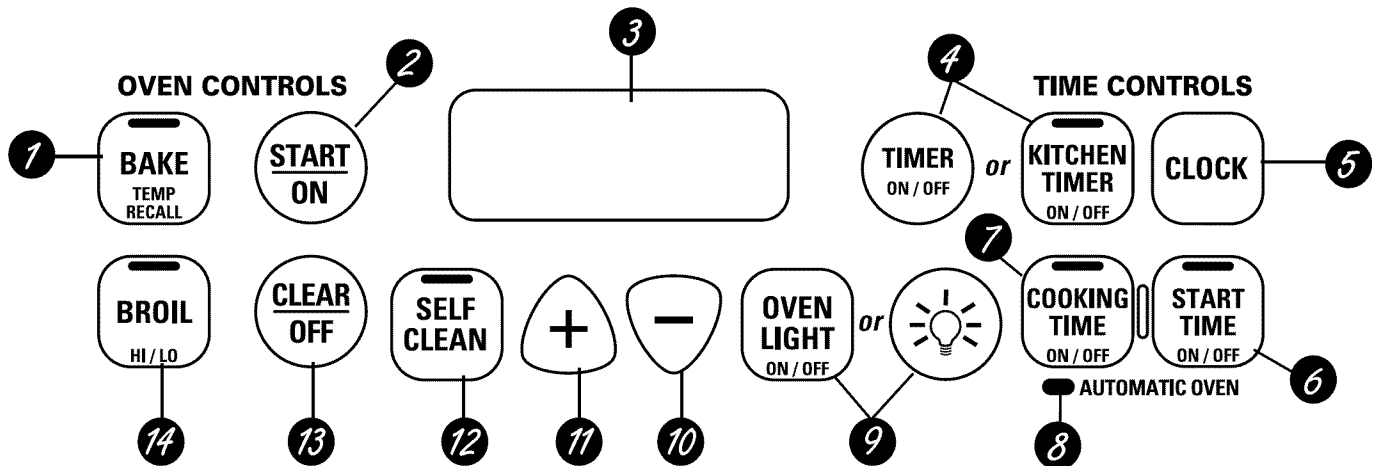 3
4
2
OVEN CONTROLS
TIME CONTROLS
1
BAKE
TEMP
RECALL
START
ON
TIMER
ON / OFF
or
KITCHEN
TIMER
ON / OFF
CLOCK
5
7
BROIL
HI / LO
CLEAR
OFF
SELF
CLEAN
+
−
OVEN
LIGHT
ON / OFF
or
COOKING
TIME
ON / OFF
START
TIME
ON / OFF
6
AUTOMATIC OVEN
14
13
12
11
10
9
8